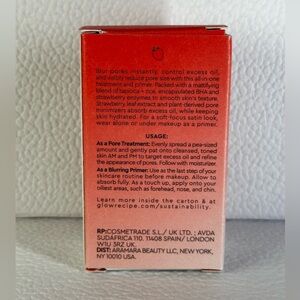 Blur pores instantly, control excess oil,
and visibly reduce pore size with this all-in-one
treatment and primer. Packed with a mattifying
blend of tapioca + rice, encapsulated BHA and
strawberry enzymes to smooth skin's texture.
Strawberry leaf extract and plant-derived pore
minimizers absorb excess oil, while keeping
skin hydrated. For a soft-focus satin look,
wear alone or under makeup as a primer.
USAGE:
As a Pore Treatment: Evenly spread a pea-sized
amount and gently pat onto cleansed, toned
skin AM and PM to target excess oil and refine
the appearance of pores. Follow with moisturizer.
As a Blurring Primer: Use as the last step of your
skincare routine before makeup. Allow to
absorb fully. As a touch up, apply onto your
oiliest areas, such as forehead, nose, and chin.
Learn more inside the carton & at
glowrecipe.com/sustainability.
RP:COSMETRADE S.L./ UK LTD.: AVDA
SUDÁFRICA 110. 11408 SPAIN/ LONDON
W1U 3RZ UK.
DIST: ARAMARA BEAUTY LLC, NEW YORK,
NY 10010 USA.